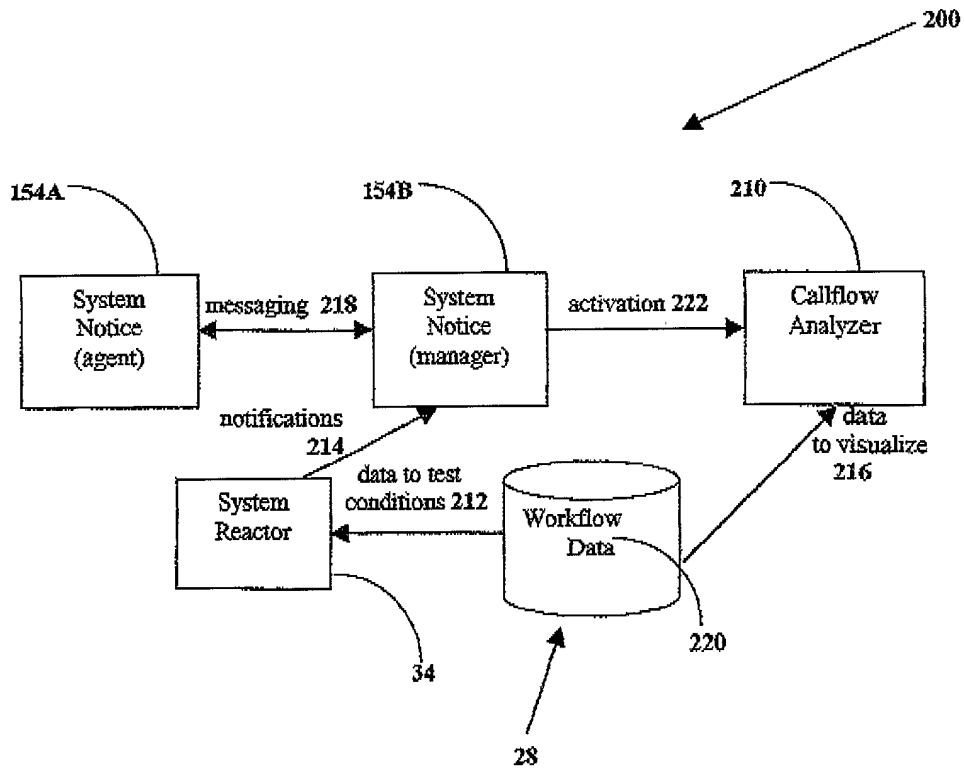 200
154A
154B
210
System
Notice
(agent)
messaging 218
System
Notice
(manager)
activation 222
Callflow
Analyzer
notifications
214
data
to visualize
216
data to test
conditions 212
System
Reactor
Workflow
Data
34
220
28